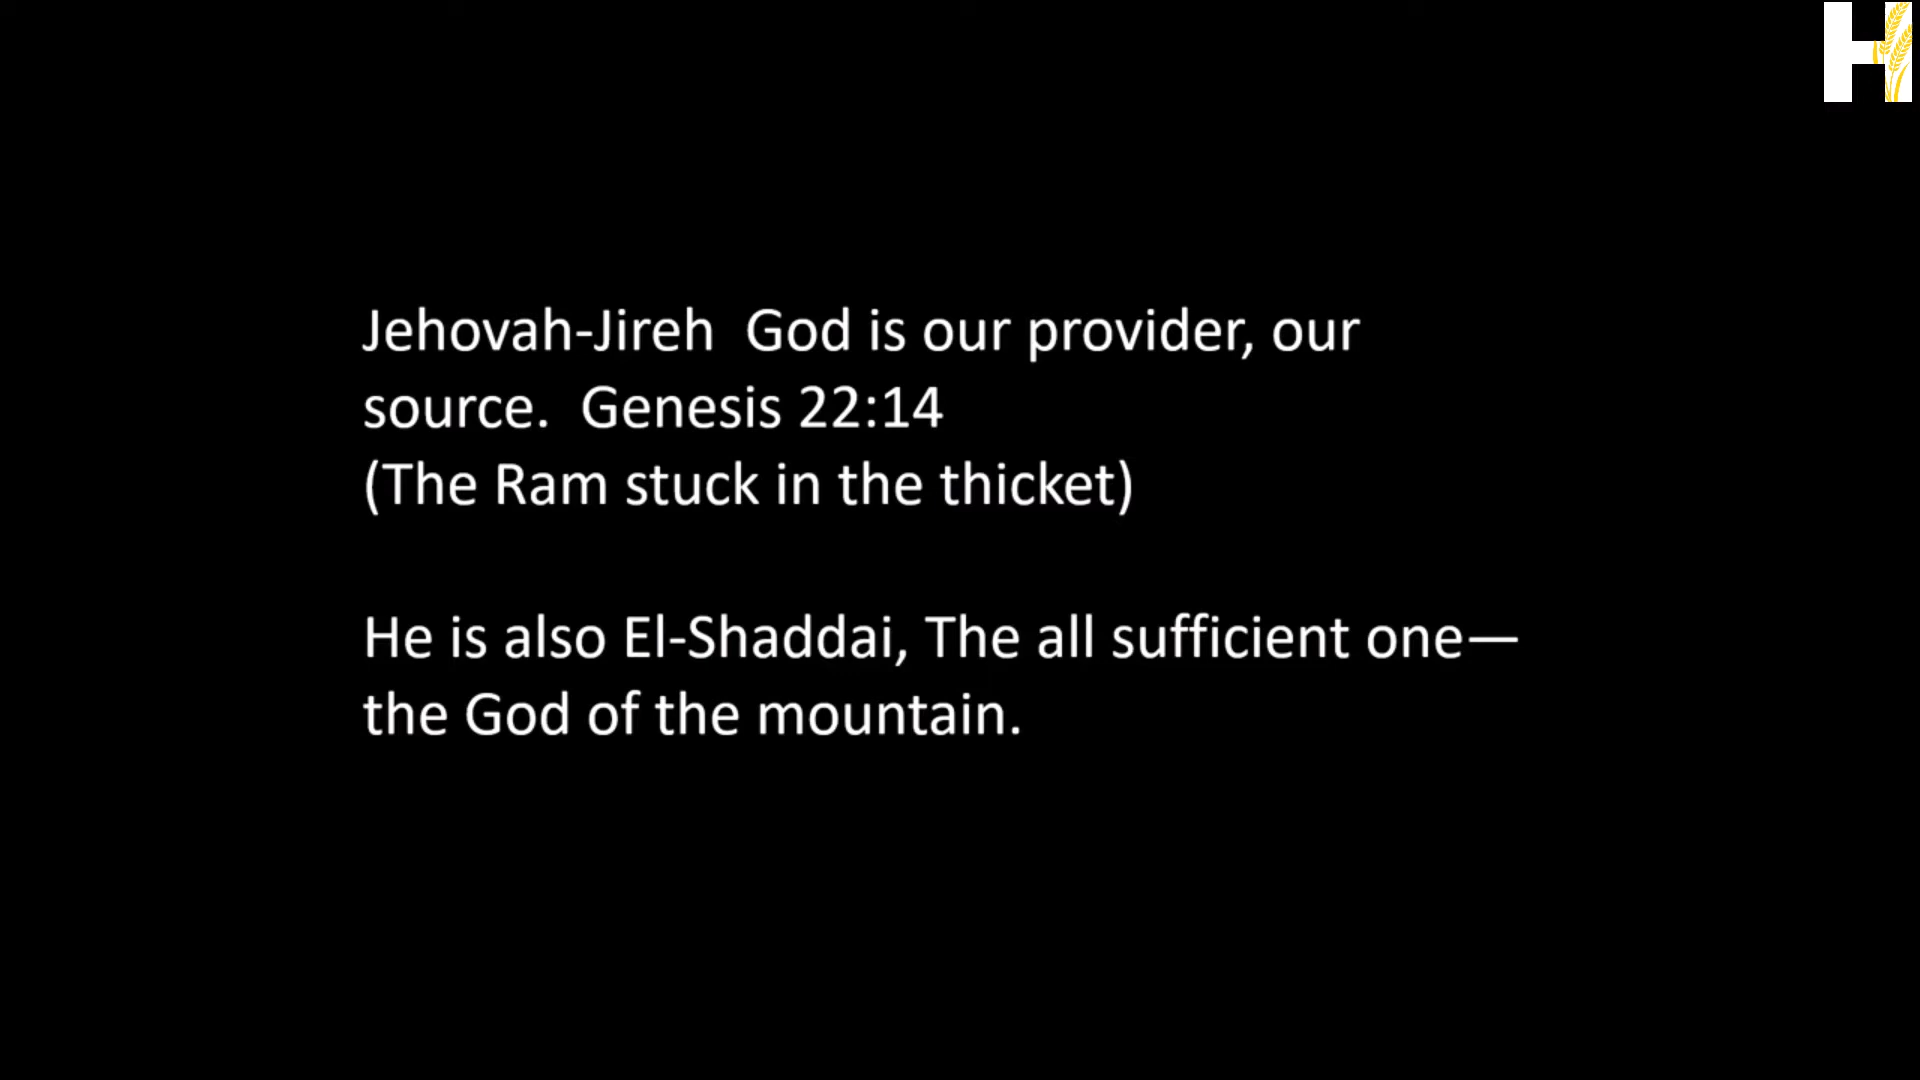 H
Jehovah-Jireh  God is our provider, our
source.  Genesis 22:14
(The Ram stuck in the thicket)
He is also El-Shaddai, The all sufficient one—
the God of the mountain.